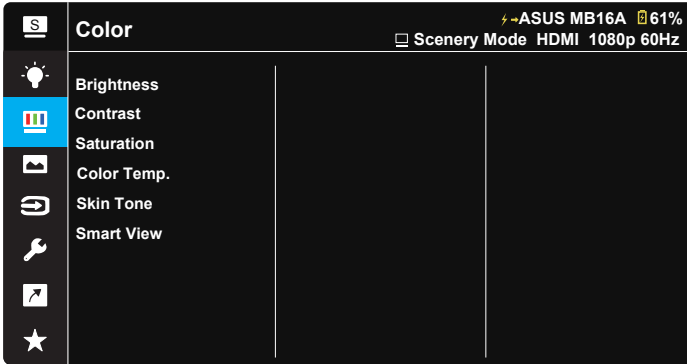 S
Color
ASUS MB16A 61%
Scenery Mode HDMI 1080p 60Hz
Brightness
Contrast
Saturation
Color Temp.
Skin Tone
Smart View